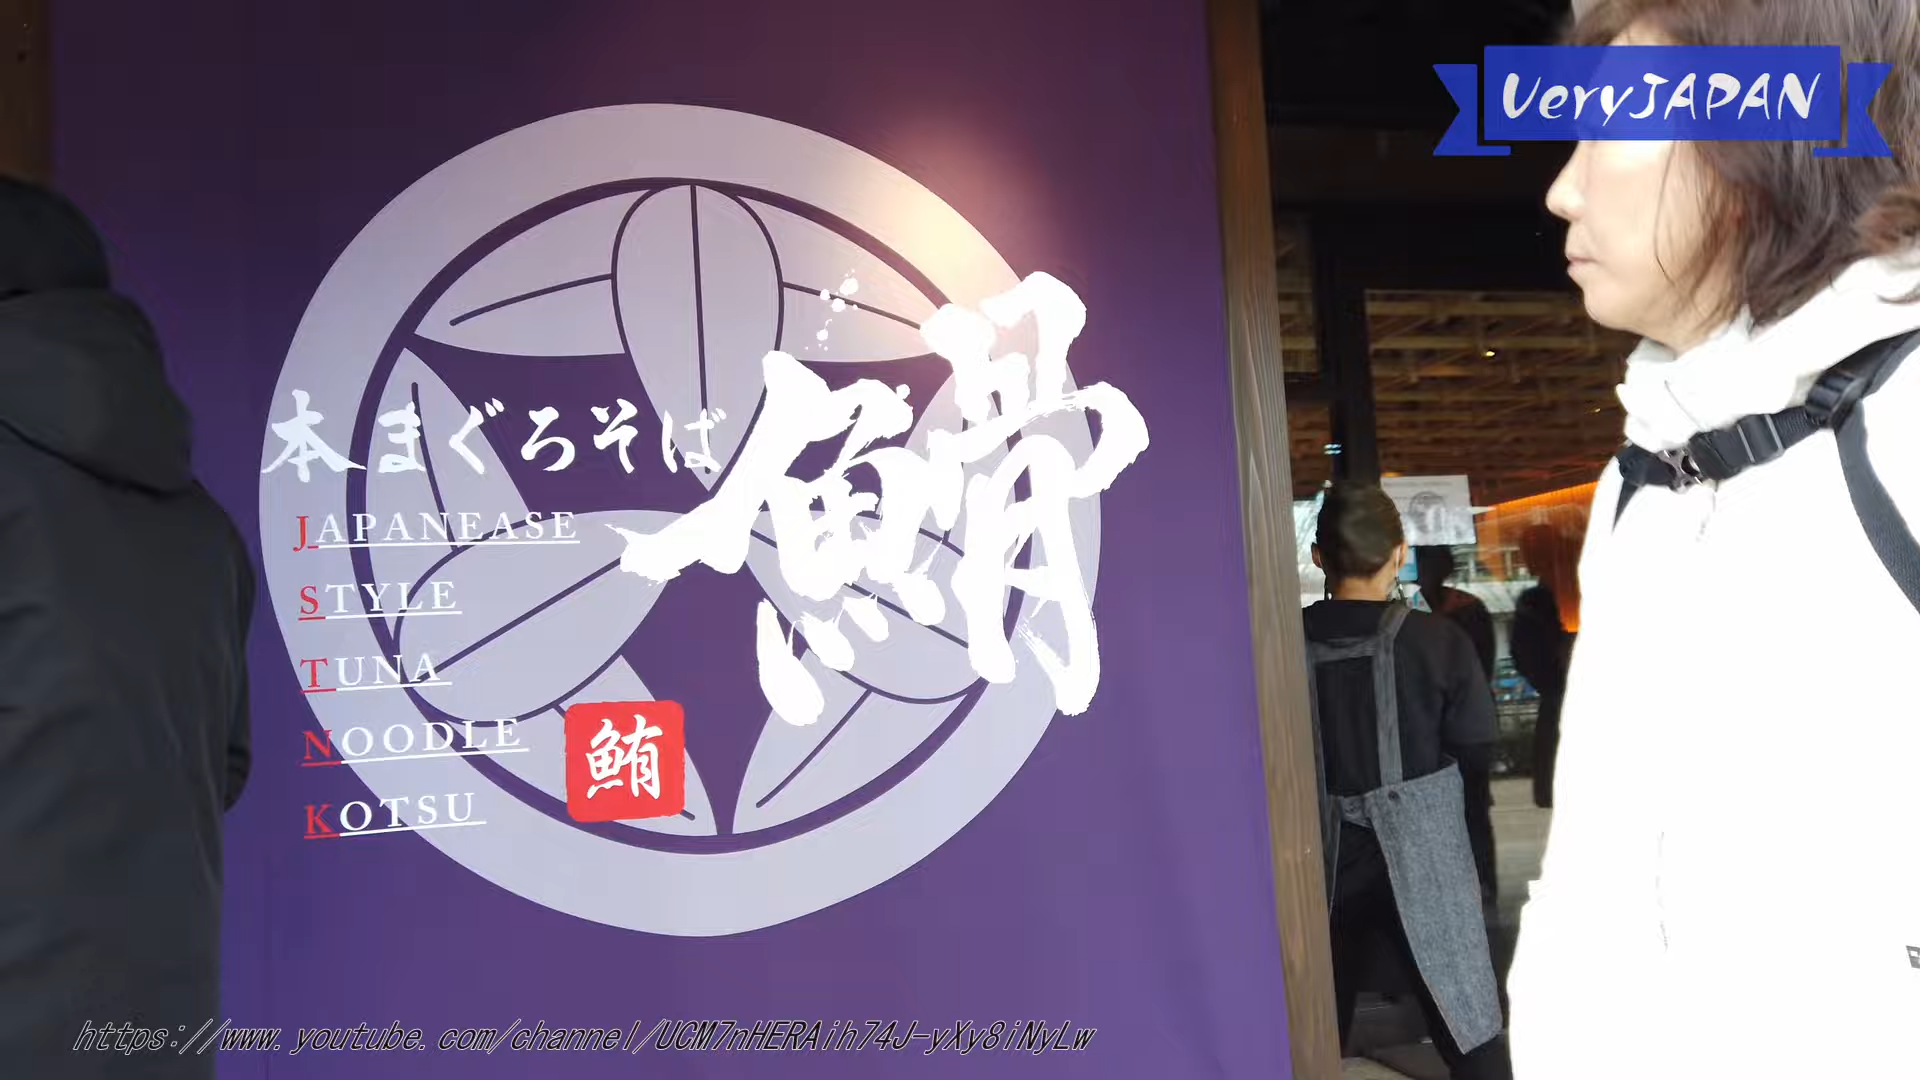 VeryJAPAN
本まぐろそば
JAPANEASE
STYLE
TUNA
NOODLE
KOTSU
鮪
https://www.youtube.com/channel/UCM7nHERAih74J-yXy8iNyLw